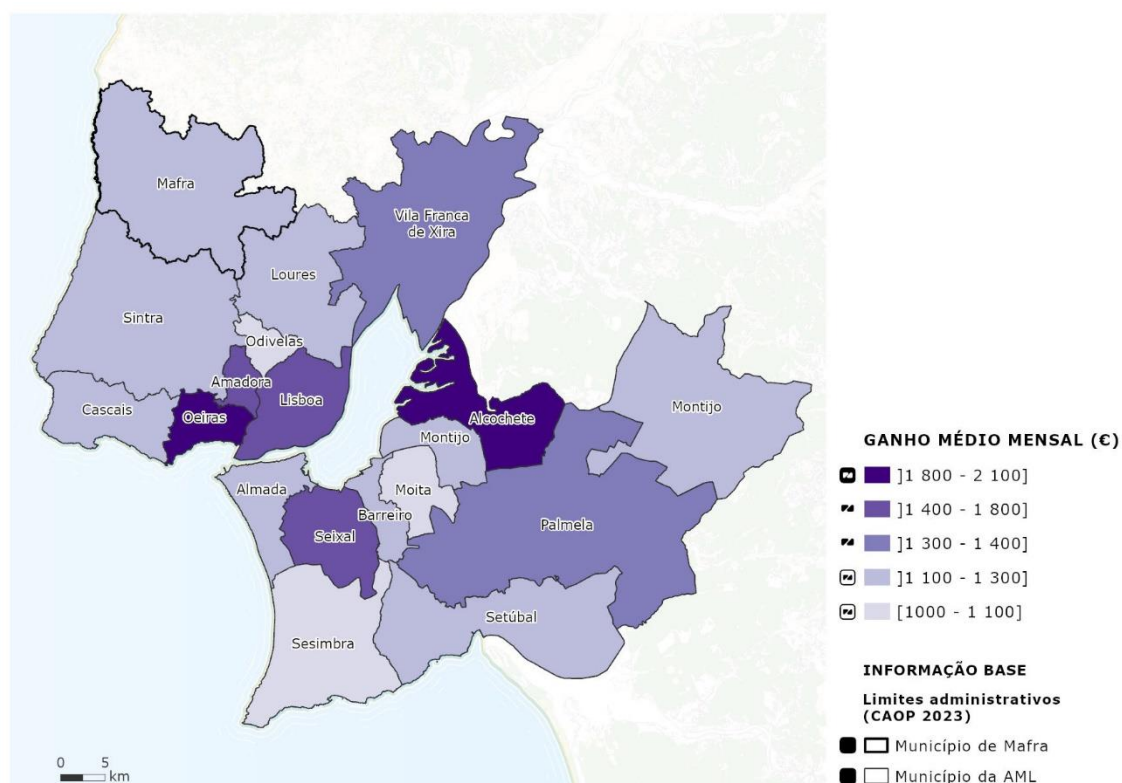 Mafra
Vila Franca
de Xira
Loures
Sintra
Odivelas
Amadora
Lisboa
Cascais
Oeiras
Alcochete
Montijo
Montijo
Almada
Moita
Barreiro
Seixal
Palmela
Setúbal
Sesimbra
0 5
km
GANHO MÉDIO MENSAL (€)
]1 800 - 2 100]
]1 400 - 1 800]
]1 300 - 1 400]
]1 100 - 1 300]
[1000 - 1 100]
INFORMAÇÃO BASE
Limites administrativos
(CAOP 2023)
Município de Mafra
Município da AML